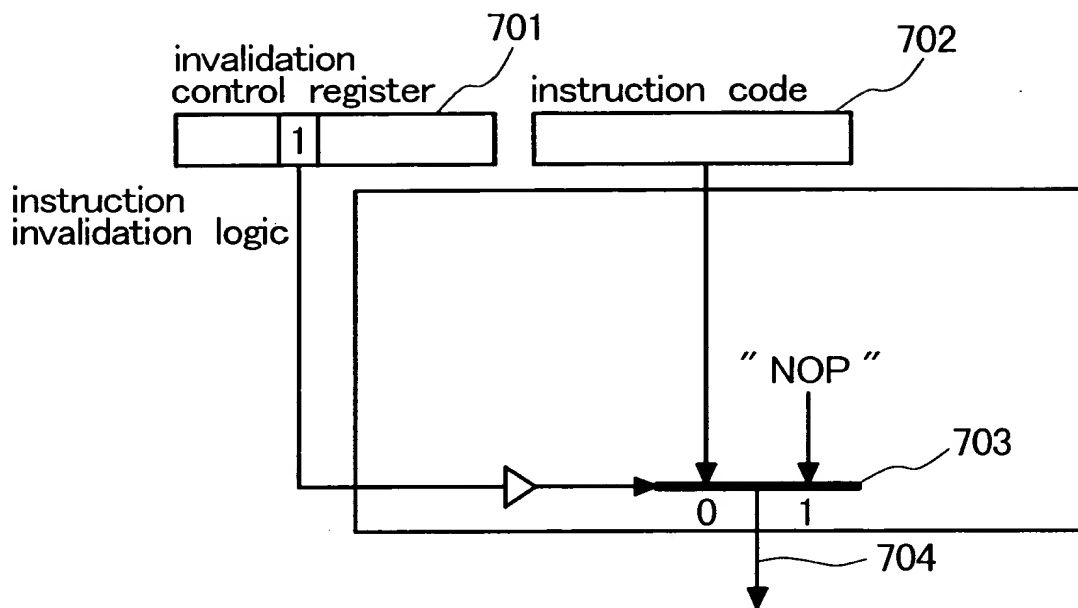 701
invalidation
control register
702
instruction code
1
instruction
invalidation logic
" NOP "
703
0 1
704